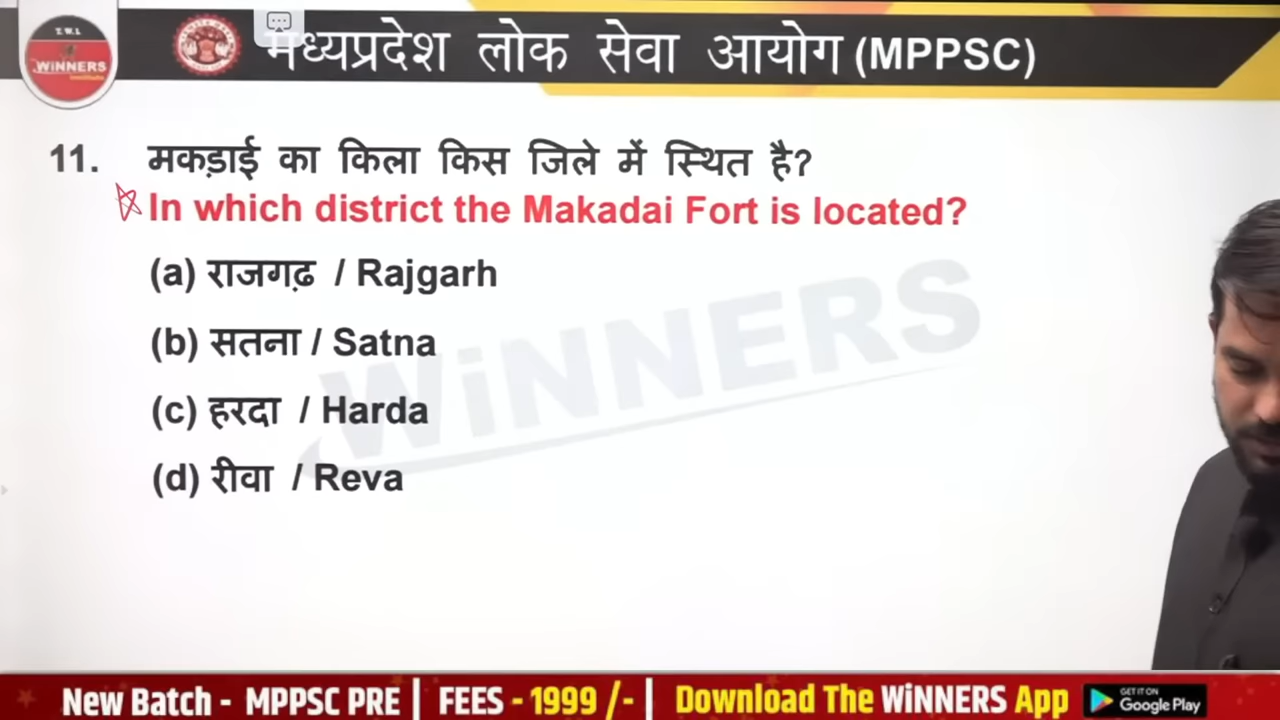 T.W.I.
WiNNERS
मध्यप्रदेश लोक सेवा आयोग (MPPSC)
11. मकड़ाई का किला किस जिले में स्थित है?
In which district the Makadai Fort is located?
(a) राजगढ़ / Rajgarh
(b) सतना / Satna
(c) हरदा / Harda
(d) रीवा / Reva
WiNNERS
New Batch - MPPSC PRE | FEES - 1999 /- | Download The WiNNERS App
GET IT ON
Google Play